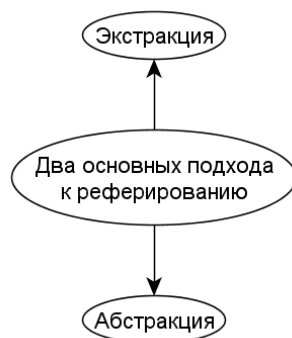 Экстракция
Два основных подхода
к реферированию
Абстракция